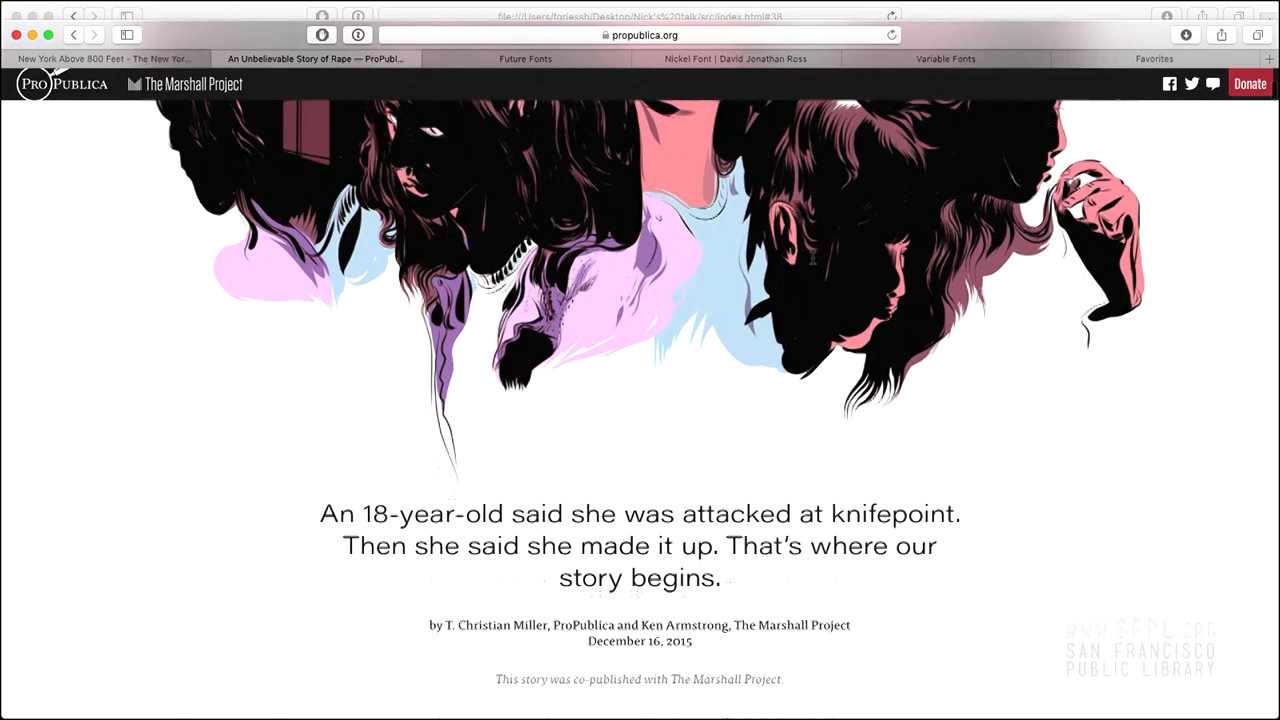 file:///Users/fgriessh/Desktop/Nick's%20talk/src/index.html#38
propublica.org
New York Above 800 Feet - The New Yor...
An Unbelievable Story of Rape — ProPubl...
Future Fonts
Nickel Font | David Jonathan Ross
Variable Fonts
Favorites
PROPUBLICA
The Marshall Project
Donate
An 18-year-old said she was attacked at knifepoint.
Then she said she made it up. That's where our
story begins.
by T. Christian Miller, ProPublica and Ken Armstrong, The Marshall Project
December 16, 2015
This story was co-published with The Marshall Project.
WWW.SFPL.ORG
SAN FRANCISCO
PUBLIC LIBRARY